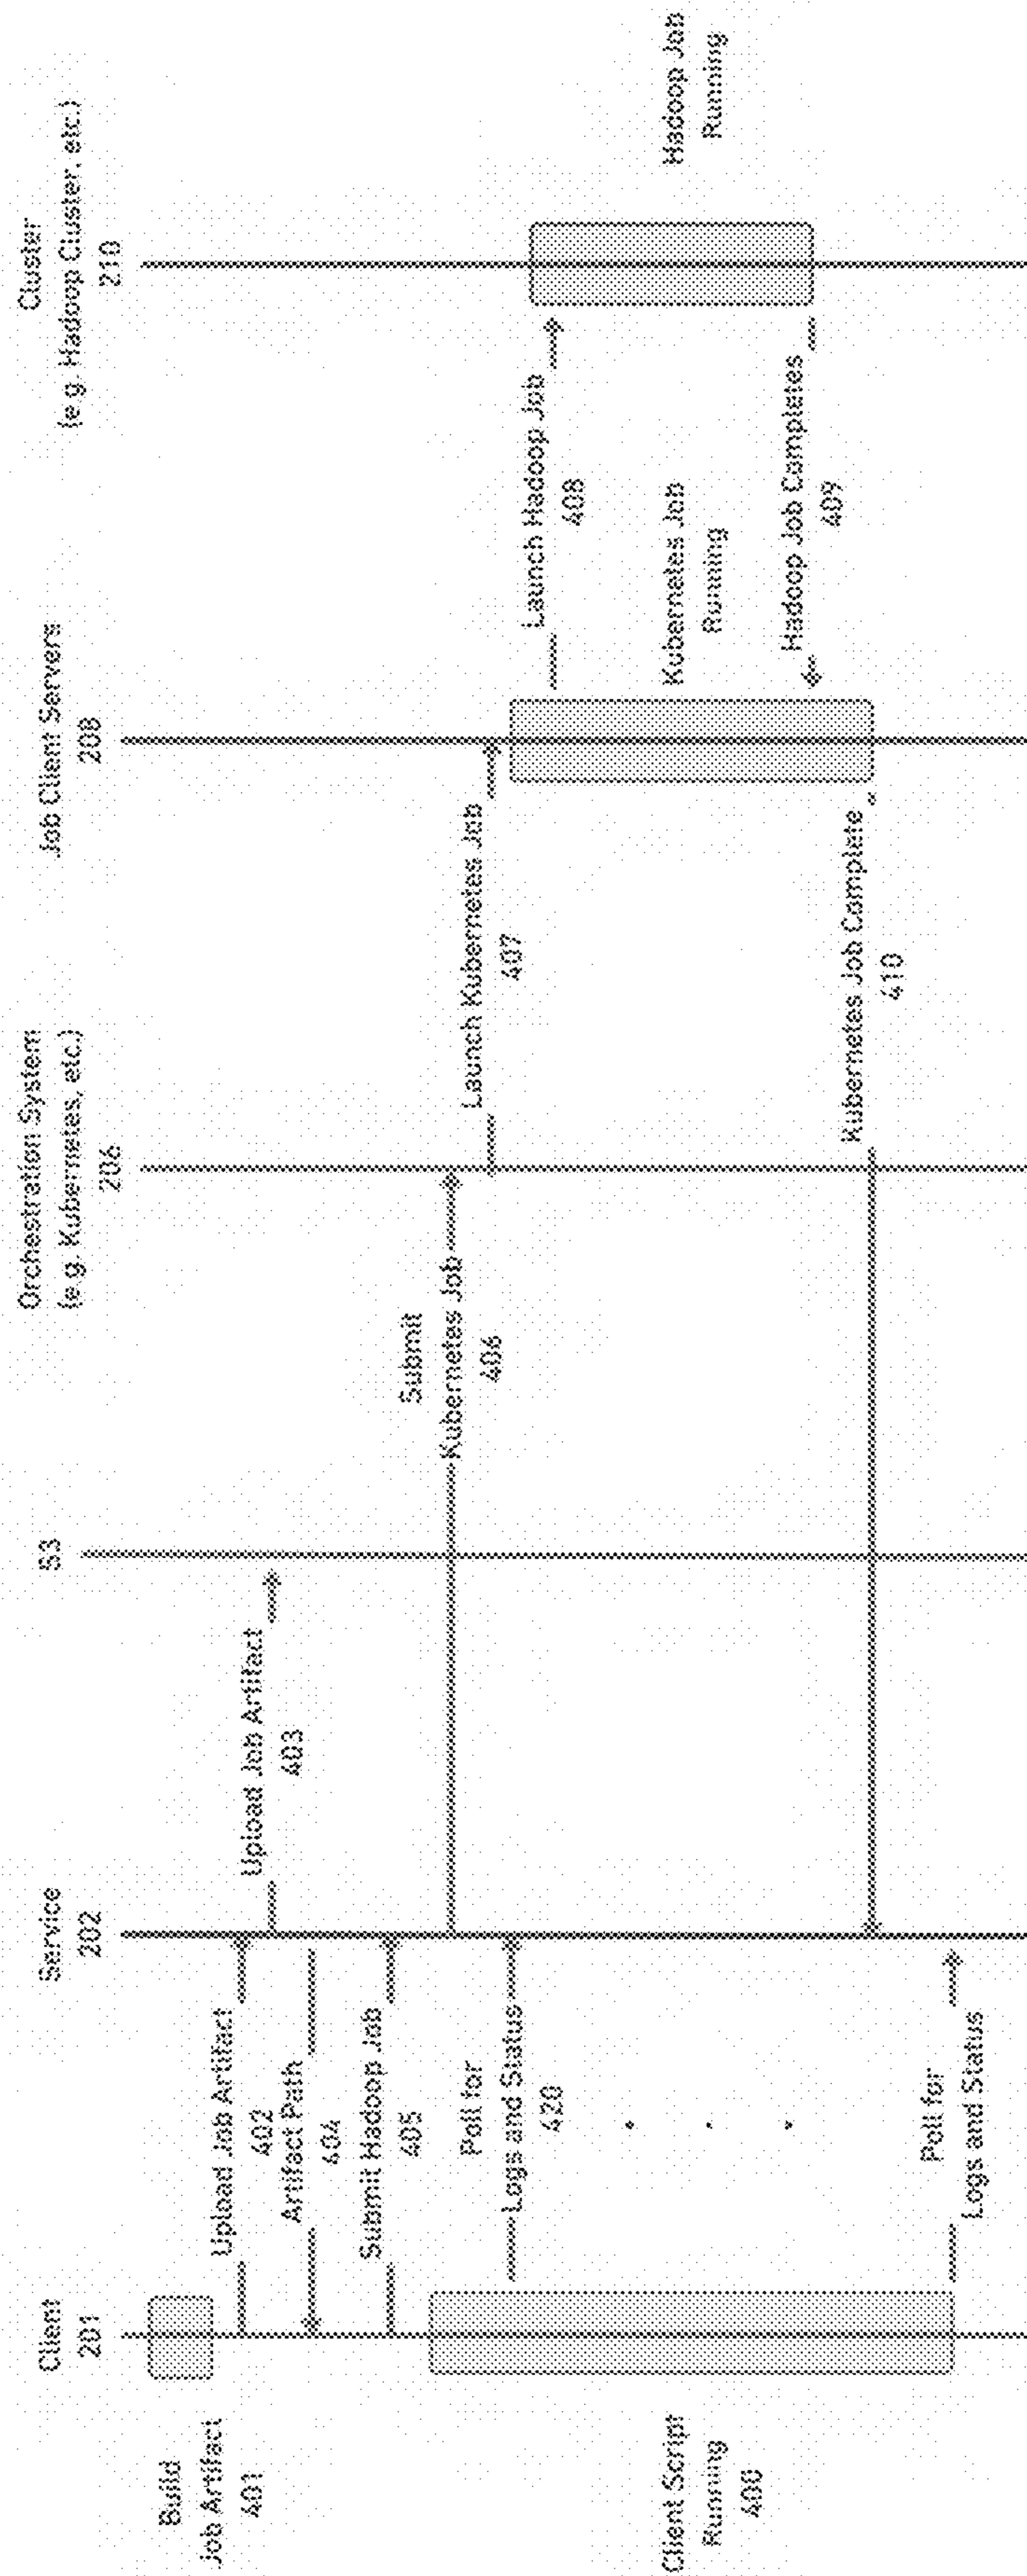 Client
201
Service
202
S3
Orchestration System
(e.g. Kubernetes, etc.)
206
Job Client Servers
208
Cluster
(e.g. Hadoop Cluster, etc.)
210
Build
Job Artifact
401
Upload Job Artifact
402
Upload Job Artifact
403
Artifact Path
404
Submit Hadoop Job
405
Submit
Kubernetes Job
406
Launch Kubernetes Job
407
Poll for
Logs and Status
420
Launch Hadoop Job
408
Client Script
Running
400
Kubernetes Job
Running
Hadoop Job
Running
Hadoop Job Completes
409
Kubernetes Job Complete
410
Poll for
Logs and Status